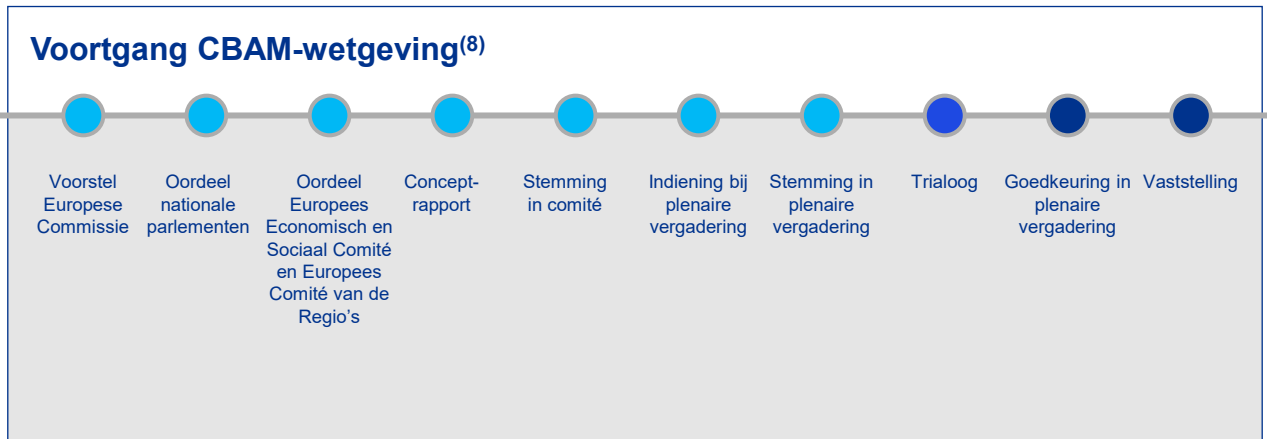 Voortgang CBAM-wetgeving(8)
Voorstel
Europese
Commissie
Oordeel
nationale
parlementen
Oordeel
Europees
Economisch en
Sociaal Comité
en Europees
Comité van de
Regio’s
Concept-
rapport
Stemming
in comité
Indiening bij
plenaire
vergadering
Stemming in
plenaire
vergadering
Trialoog
Goedkeuring in
plenaire
vergadering
Vaststelling